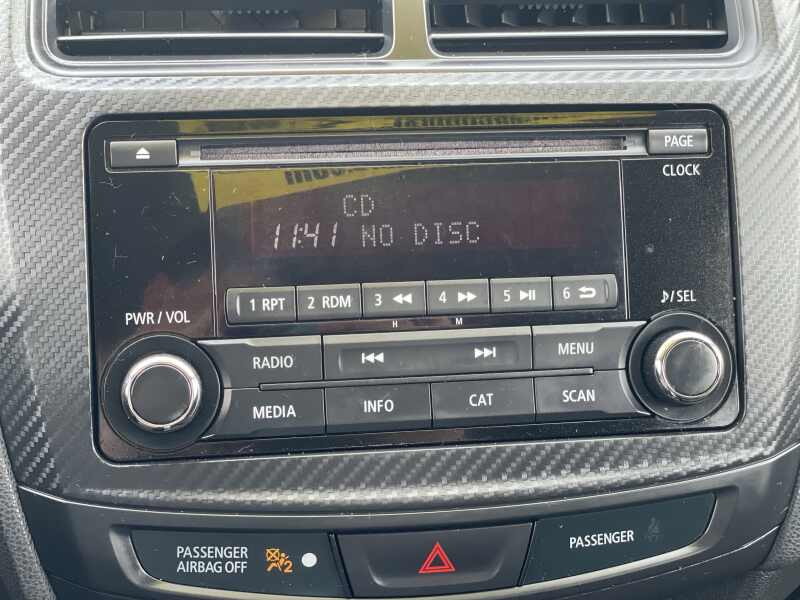 PAGE
CLOCK
CD
11:41 NO DISC
1 RPT 2 RDM 3 4 5 6
H M
PWR / VOL
/SEL
RADIO
MENU
MEDIA INFO CAT SCAN
PASSENGER
AIRBAG OFF
2
PASSENGER